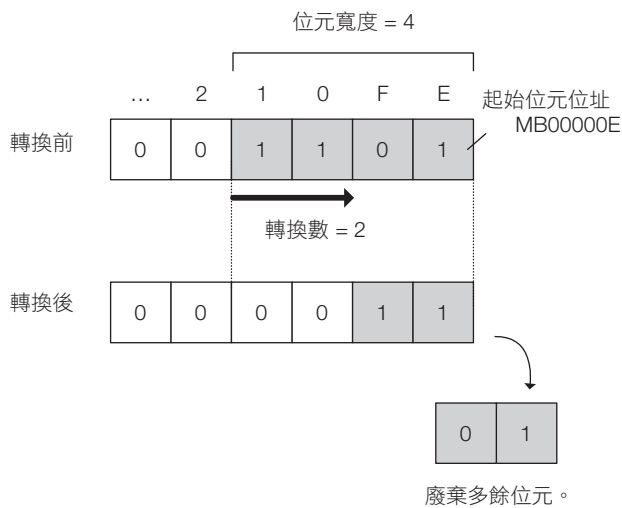 位元寬度 = 4
... 2 1 0 F E
起始位元位址
MB00000E
轉換前
0 0 1 1 0 1
轉換數 = 2
轉換後
0 0 0 0 1 1
0 1
廢棄多餘位元。